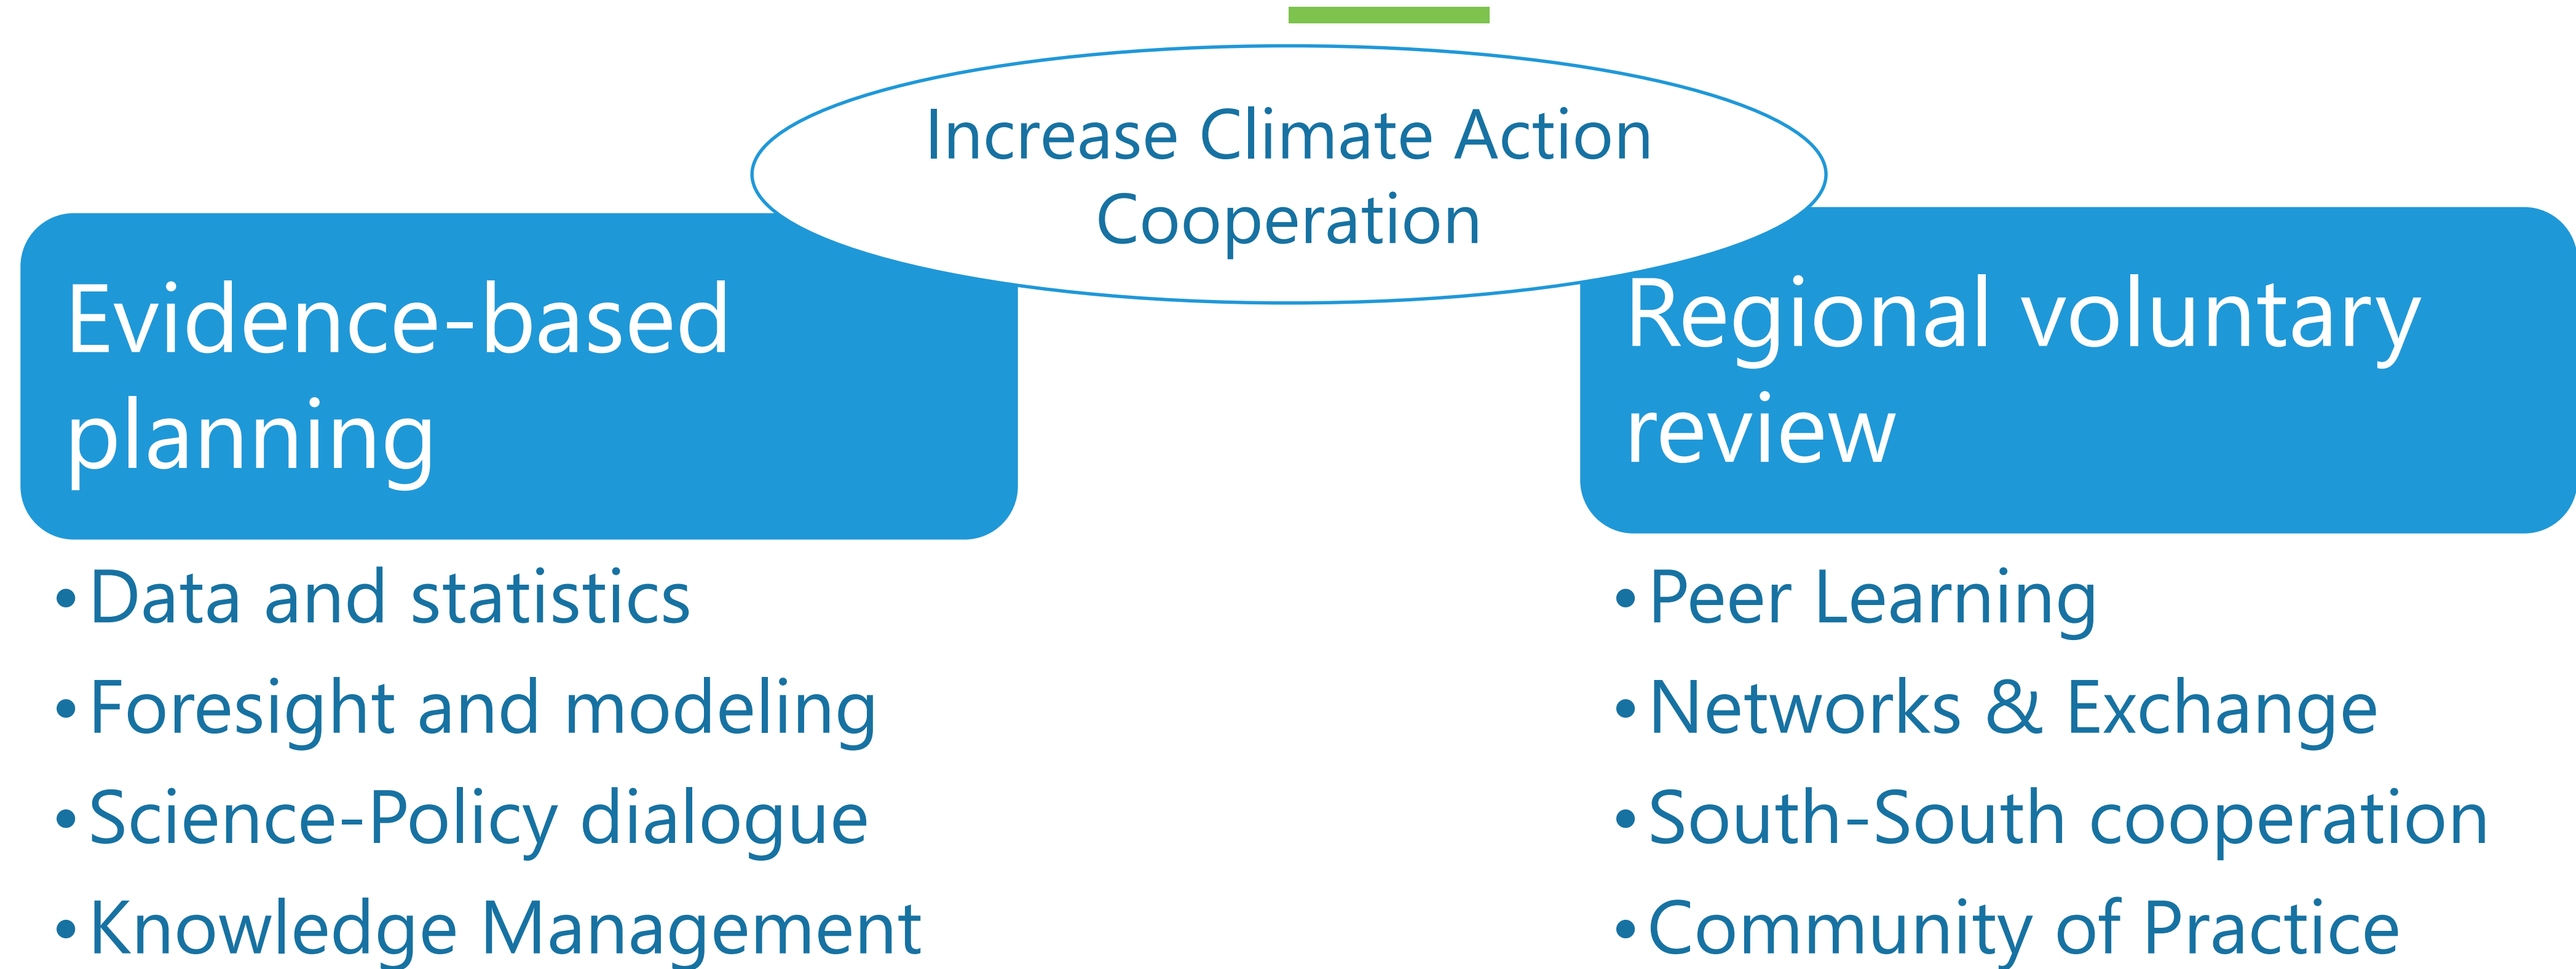 Increase Climate Action
Cooperation
Evidence-based
planning
•Data and statistics
•Foresight and modeling
•Science-Policy dialogue
•Knowledge Management
Regional voluntary
review
•Peer Learning
•Networks & Exchange
•South-South cooperation
•Community of Practice